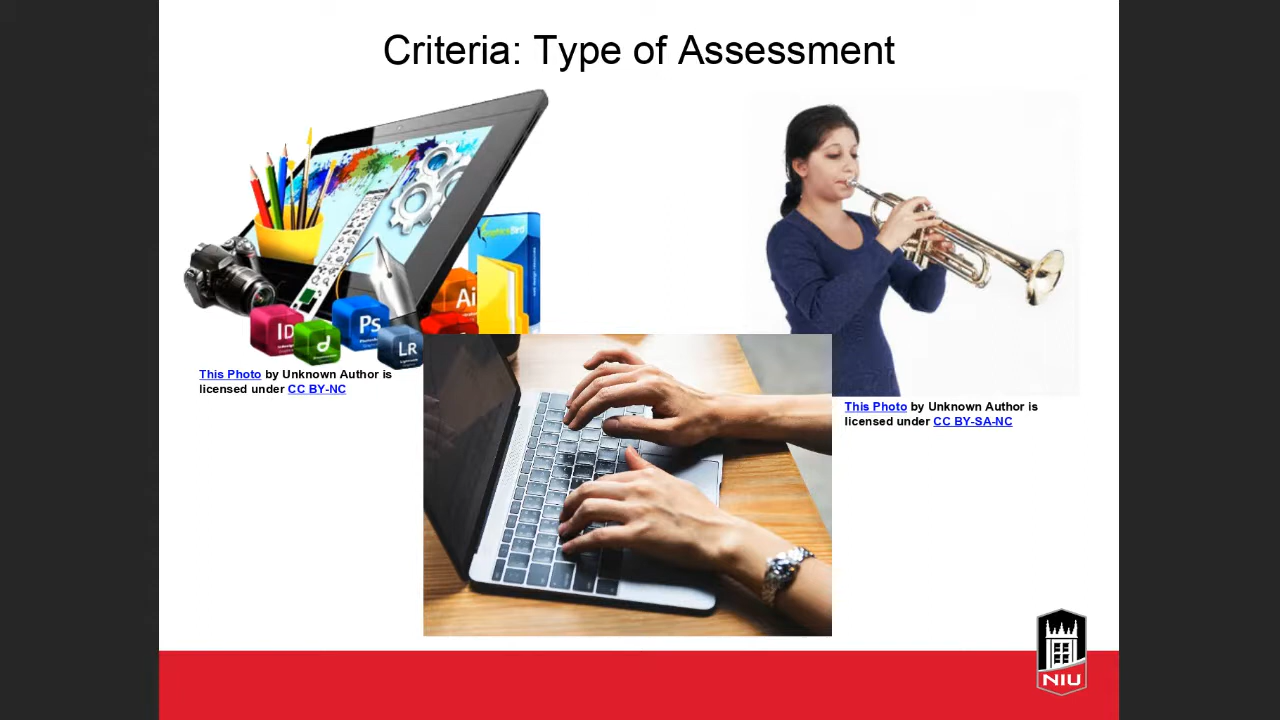 Criteria: Type of Assessment
Ai
ID
Ps
LR
This Photo by Unknown Author is
licensed under CC BY-NC
This Photo by Unknown Author is
licensed under CC BY-SA-NC
NIU